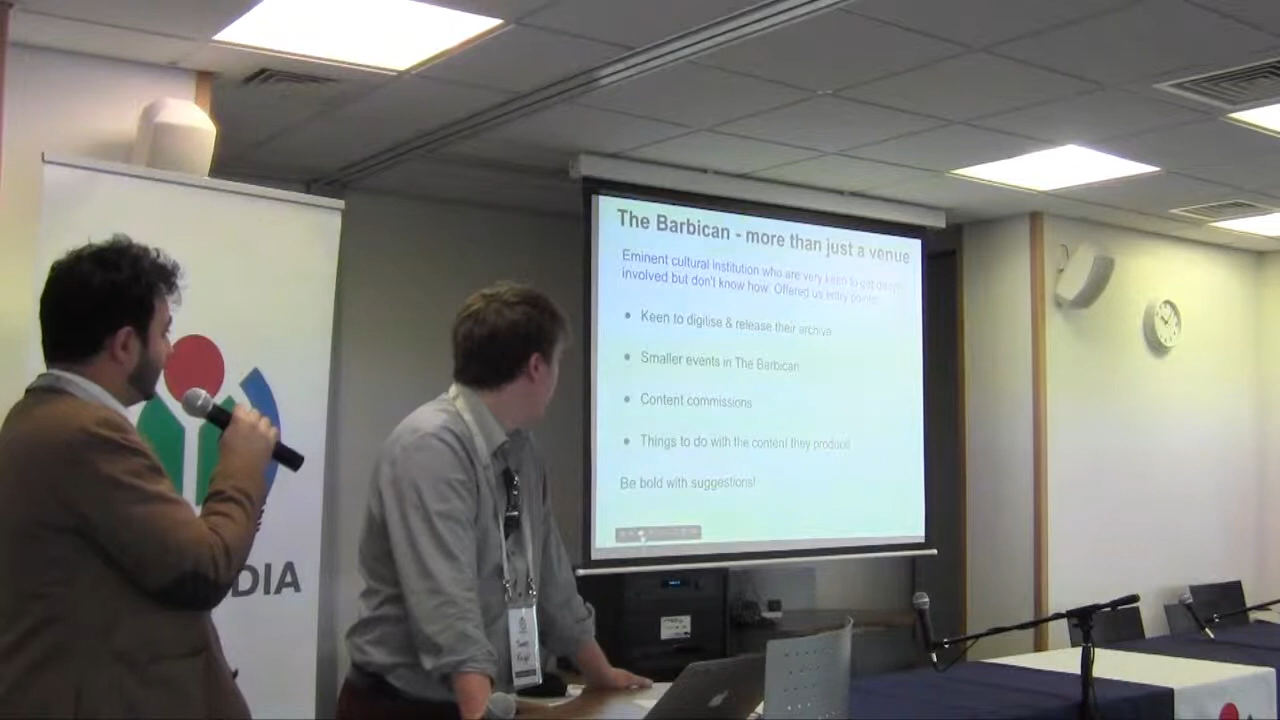 The Barbican - more than just a venue
Eminent cultural institution who are very keen to get deeply
involved but don't know how. Offered us entry points:
• Keen to digitise & release their archive
• Smaller events in The Barbican
• Content commissions
• Things to do with the content they produce
Be bold with suggestions!
DIA